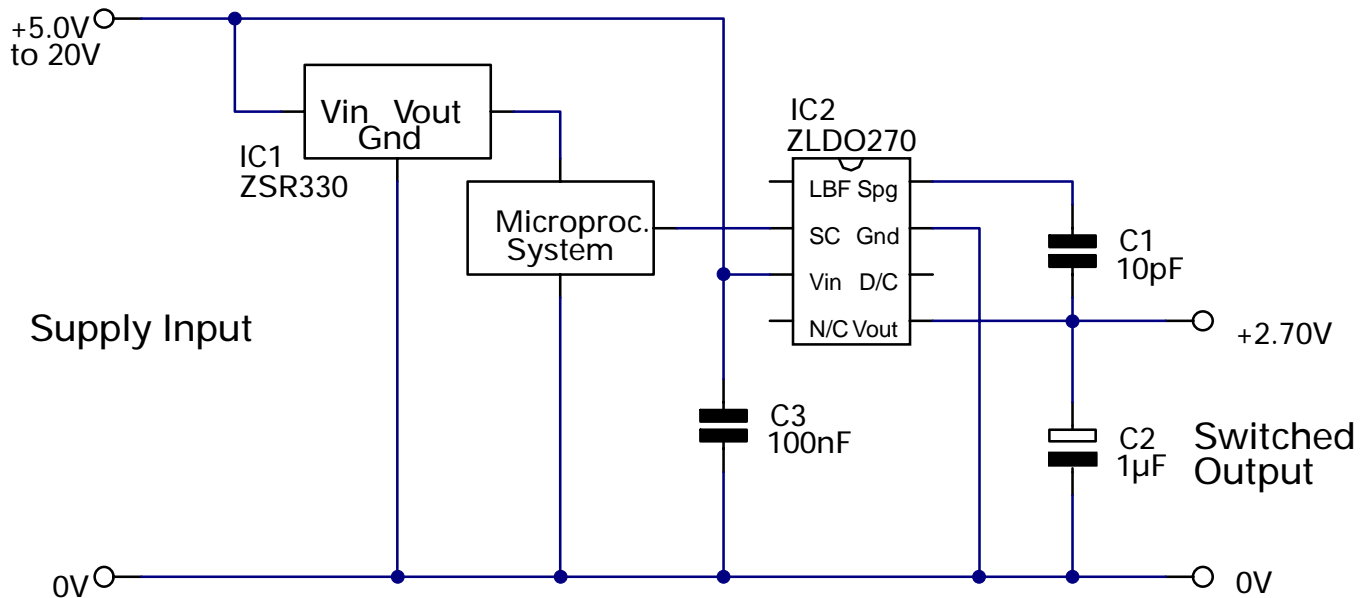 +5.0V
to 20V
Vin Vout
Gnd
IC1
ZSR330
Microproc.
System
IC2
ZLDO270
LBF Spg
SC Gnd
Vin D/C
N/C Vout
C1
10pF
Supply Input
+2.70V
C3
100nF
C2
1µF
Switched
Output
0V
0V